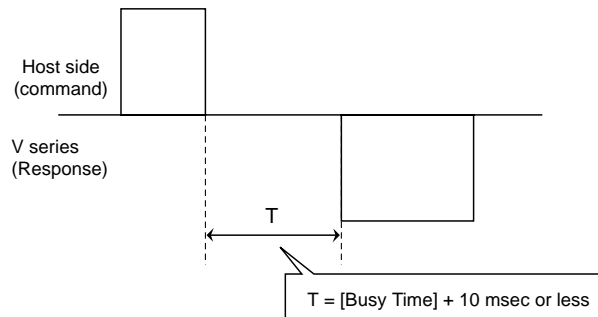 Host side
(command)
V series
(Response)
T
T = [Busy Time] + 10 msec or less